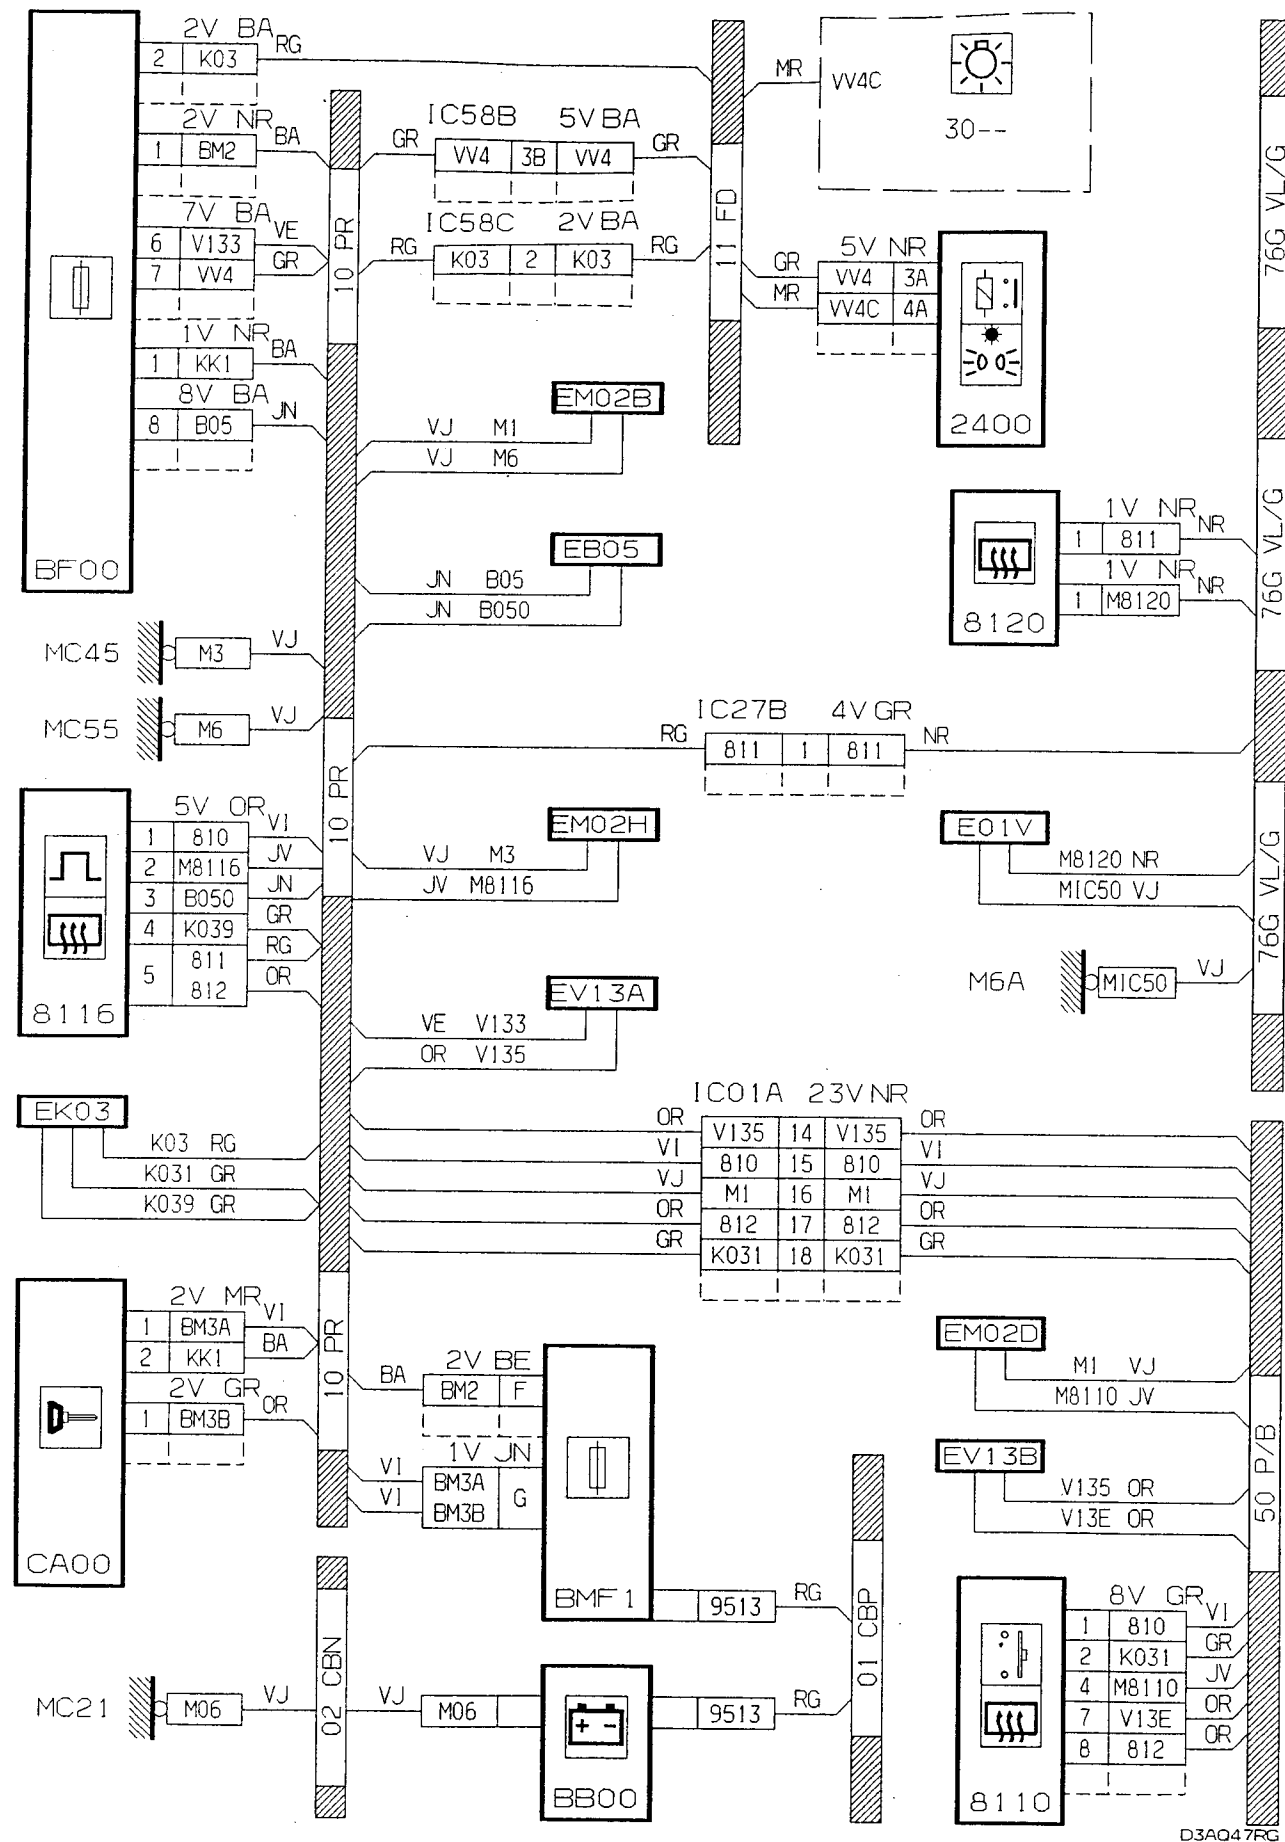 2V BA
RG
2 K03
2V NR
BA
1 BM2
7V BA
VE
6 V133
GR
7 VV4
1V NR
BA
1 KK1
8V BA
JN
8 B05
BF00
10 PR
IC58B 5V BA
GR VV4 3B VV4 GR
IC58C 2V BA
RG K03 2 K03 RG
11 FD
MR VV4C
30--
5V NR
GR VV4 3A
MR VV4C 4A
2400
76G VL/G
EM02B
VJ M1
VJ M6
EB05
JN B05
JN B050
1V NR
NR
1 811
1V NR
NR
1 M8120
8120
76G VL/G
MC45 M3 VJ
MC55 M6 VJ
10 PR
IC27B 4V GR
RG 811 1 811 NR
5V OR
VI
1 810
JV
2 M8116
JN
3 B050
GR
4 K039
RG
5 811
812 OR
8116
EM02H
VJ M3
JV M8116
E01V
M8120 NR
MIC50 VJ
76G VL/G
M6A MIC50 VJ
EV13A
VE V133
OR V135
EK03
K03 RG
K031 GR
K039 GR
IC01A 23V NR
OR V135 14 V135 OR
VI 810 15 810 VI
VJ M1 16 M1 VJ
OR 812 17 812 OR
GR K031 18 K031 GR
2V MR
VI
1 BM3A
BA
2 KK1
2V GR
OR
1 BM3B
CA00
10 PR
2V BE
BA BM2 F
1V JN
VI BM3A G
VI BM3B
BMF1
9513 RG
EM02D
M1 VJ
M8110 JV
EV13B
V135 OR
V13E OR
50 P/B
01 CBP
02 CBN
MC21 M06 VJ
VJ M06
BB00
9513 RG
8V GR
VI
1 810
GR
2 K031
JV
4 M8110
OR
7 V13E
OR
8 812
8110
D3AQ47RG